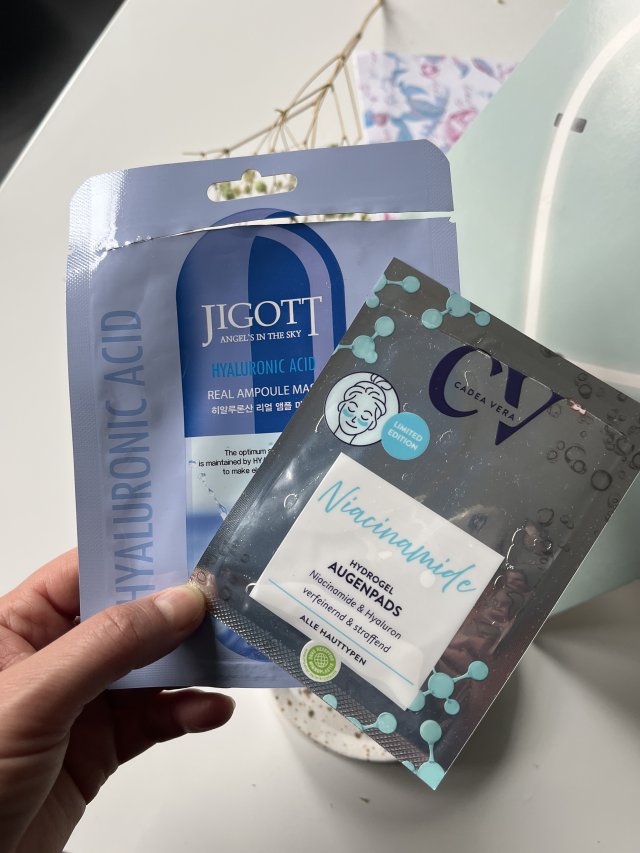 HYALURONIC ACID
JIGOTT
ANGEL'S IN THE SKY
HYALURONIC ACID
REAL AMPOULE MAS
히알루론산 리얼 앰플
The optimum
is maintained by HY
to make
CV
CADEA VERA
LIMITED
EDITION
Niacinamide
HYDROGEL
AUGENPADS
Niacinamide & Hyaluron
verfeinernd & straffend
ALLE HAUTTYPEN